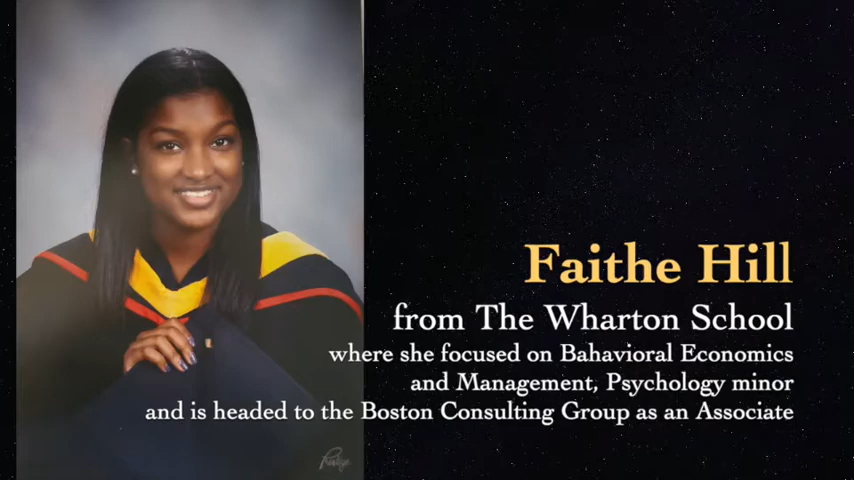 Faithe Hill
from The Wharton School
where she focused on Bahavioral Economics
and Management, Psychology minor
and is headed to the Boston Consulting Group as an Associate